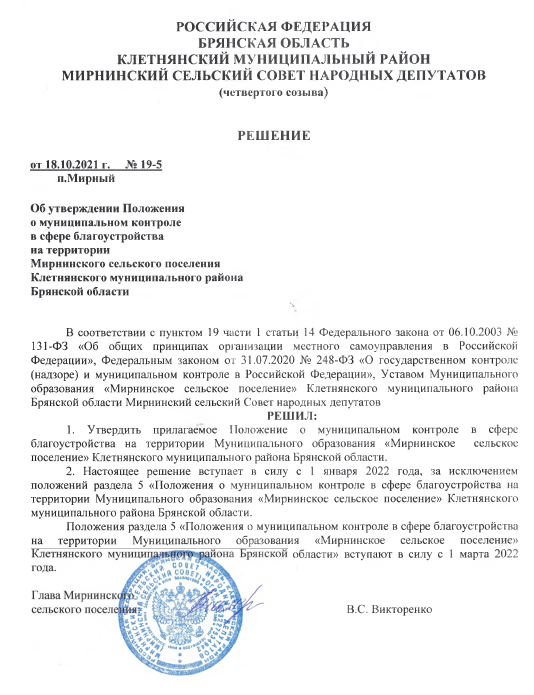 РОССИЙСКАЯ ФЕДЕРАЦИЯ
БРЯНСКАЯ ОБЛАСТЬ
КЛЕТНЯНСКИЙ МУНИЦИПАЛЬНЫЙ РАЙОН
МИРНИНСКИЙ СЕЛЬСКИЙ СОВЕТ НАРОДНЫХ ДЕПУТАТОВ
(четвертого созыва)
РЕШЕНИЕ
от 18.10.2021 г. № 19-5
п.Мирный
Об утверждении Положения
о муниципальном контроле
в сфере благоустройства
на территории
Мирнинского сельского поселения
Клетнянского муниципального района
Брянской области
В соответствии с пунктом 19 части 1 статьи 14 Федерального закона от 06.10.2003 №
131-ФЗ «Об общих принципах организации местного самоуправления в Российской
Федерации», Федеральным законом от 31.07.2020 № 248-ФЗ «О государственном контроле
(надзоре) и муниципальном контроле в Российской Федерации», Уставом Муниципального
образования «Мирнинское сельское поселение» Клетнянского муниципального района
Брянской области Мирнинский сельский Совет народных депутатов
РЕШИЛ:
1. Утвердить прилагаемое Положение о муниципальном контроле в сфере
благоустройства на территории Муниципального образования «Мирнинское сельское
поселение» Клетнянского муниципального района Брянской области.
2. Настоящее решение вступает в силу с 1 января 2022 года, за исключением
положений раздела 5 «Положения о муниципальном контроле в сфере благоустройства на
территории Муниципального образования «Мирнинское сельское поселение» Клетнянского
муниципального района Брянской области.
Положения раздела 5 «Положения о муниципальном контроле в сфере благоустройства
на территории Муниципального образования «Мирнинское сельское поселение»
Клетнянского муниципального района Брянской области» вступают в силу с 1 марта 2022
года.
Глава Мирнинского
сельского поселения В.С. Викторенко